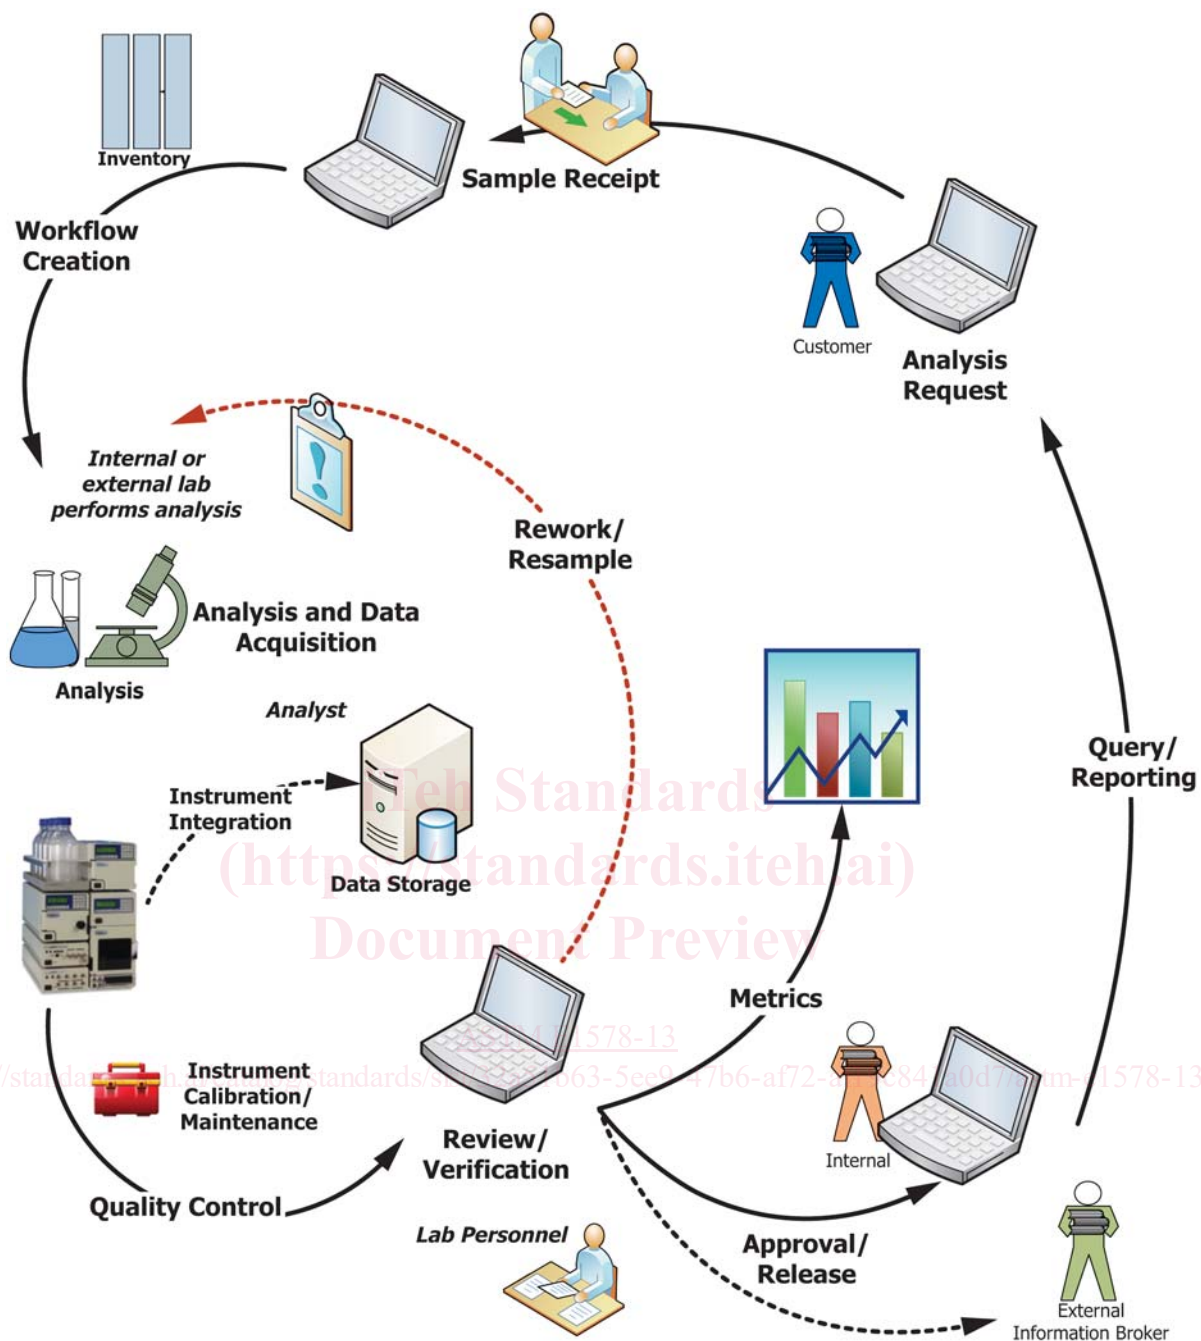 Inventory
Sample Receipt
Workflow
Creation
Customer
Analysis
Request
Internal or
external lab
performs analysis
Rework/
Resample
Analysis and Data
Acquisition
Analysis
Analyst
Instrument
Integration
Data Storage
Query/
Reporting
iTeh Standards
(https://standards.iteh.ai)
Document Preview
Metrics
ASTM E1578-13
Instrument
Calibration/
Maintenance
Review/
Verification
Internal
Quality Control
Lab Personnel
Approval/
Release
External
Information Broker